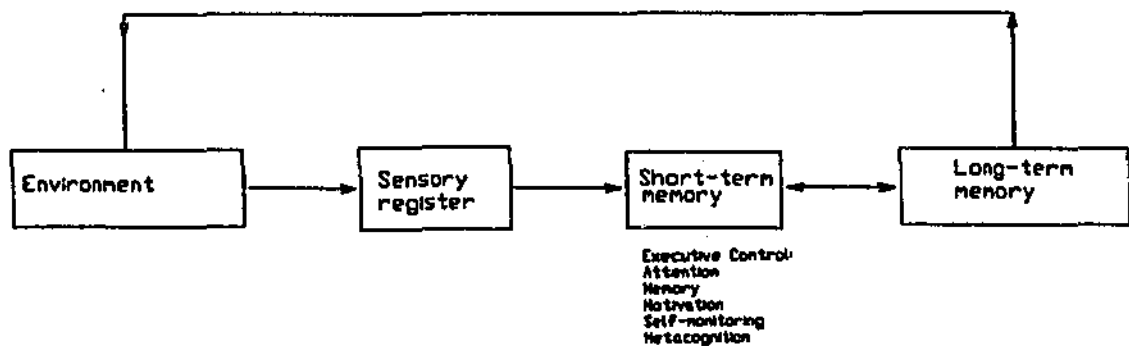 Environment
Sensory
register
Short-term
memory
Long-term
memory
Executive Control:
Attention
Memory
Motivation
Self-monitoring
Metacognition